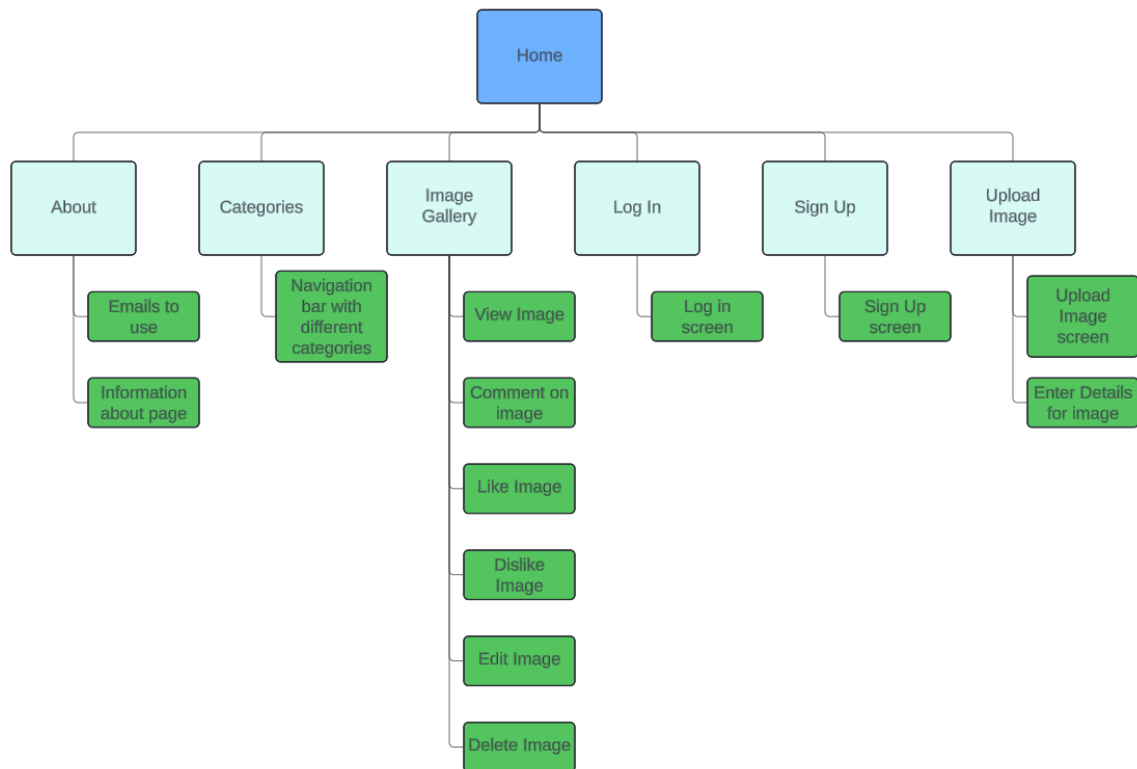 Home
About
Categories
Image
Gallery
Log In
Sign Up
Upload
Image
Emails to
use
Information
about page
Navigation
bar with
different
categories
View Image
Comment on
image
Like Image
Dislike
Image
Edit Image
Delete Image
Log in
screen
Sign Up
screen
Upload
Image
screen
Enter Details
for image